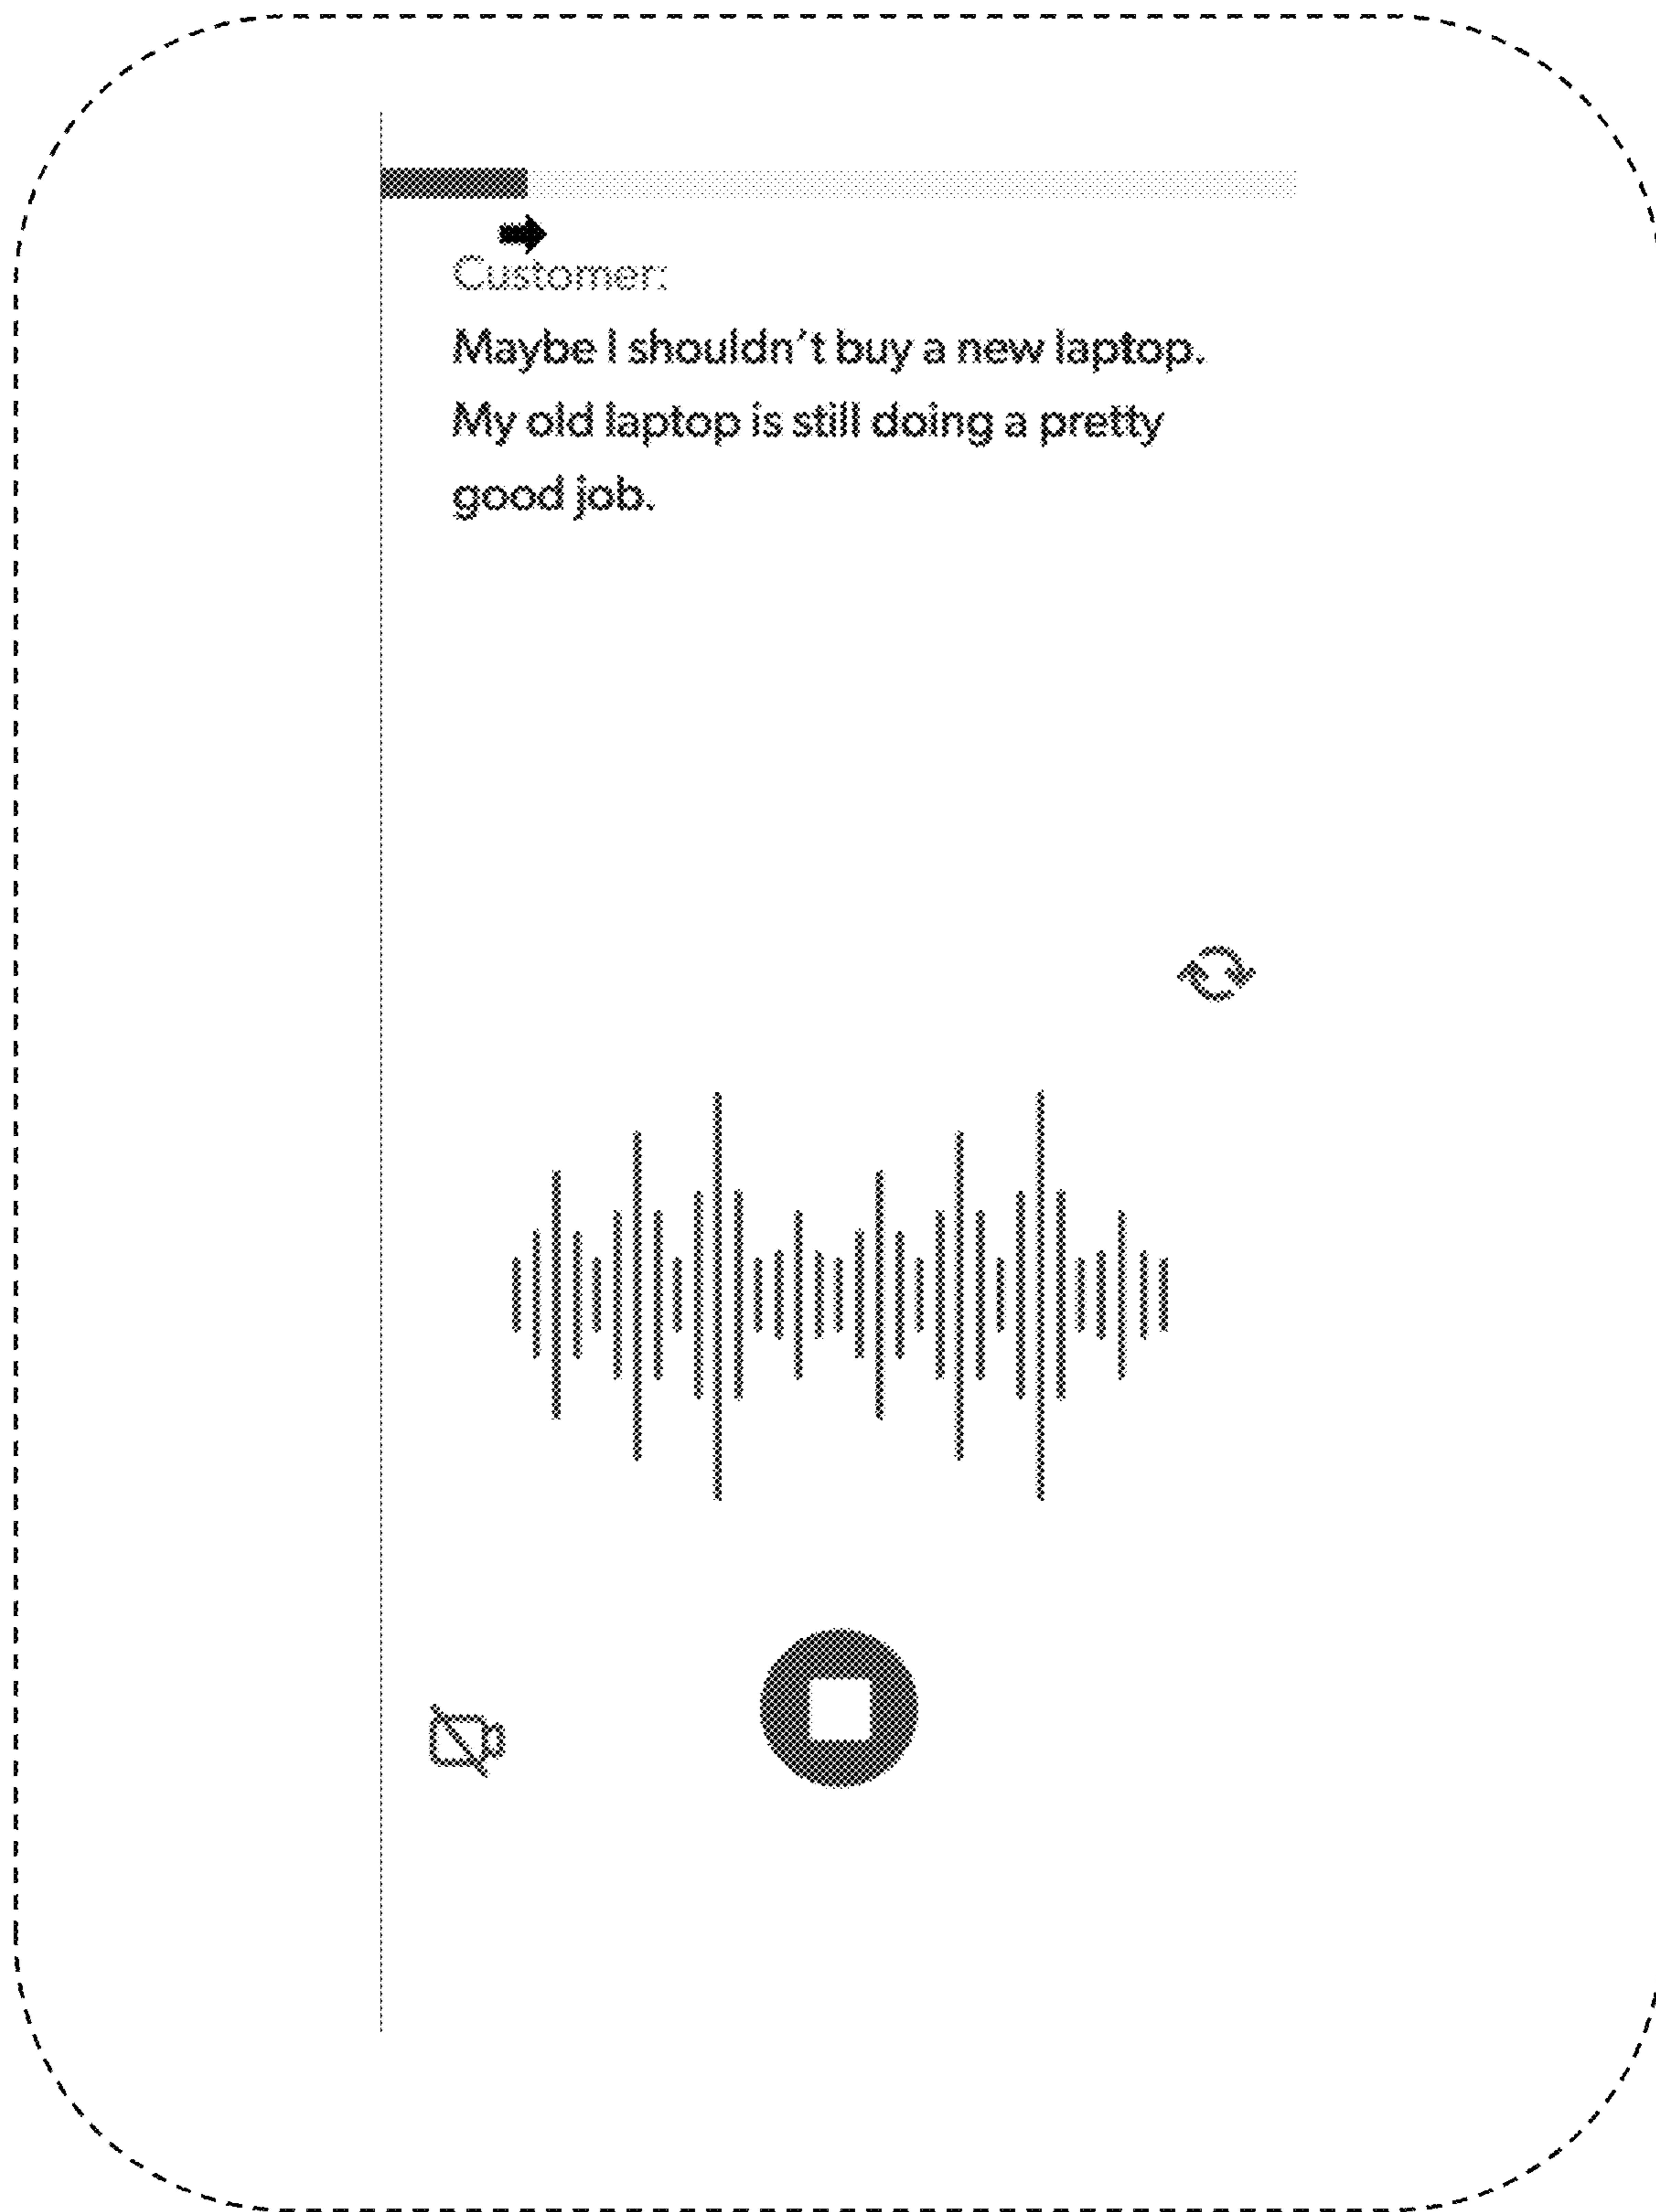 Customer:
Maybe I shouldn’t buy a new laptop.
My old laptop is still doing a pretty
good job.